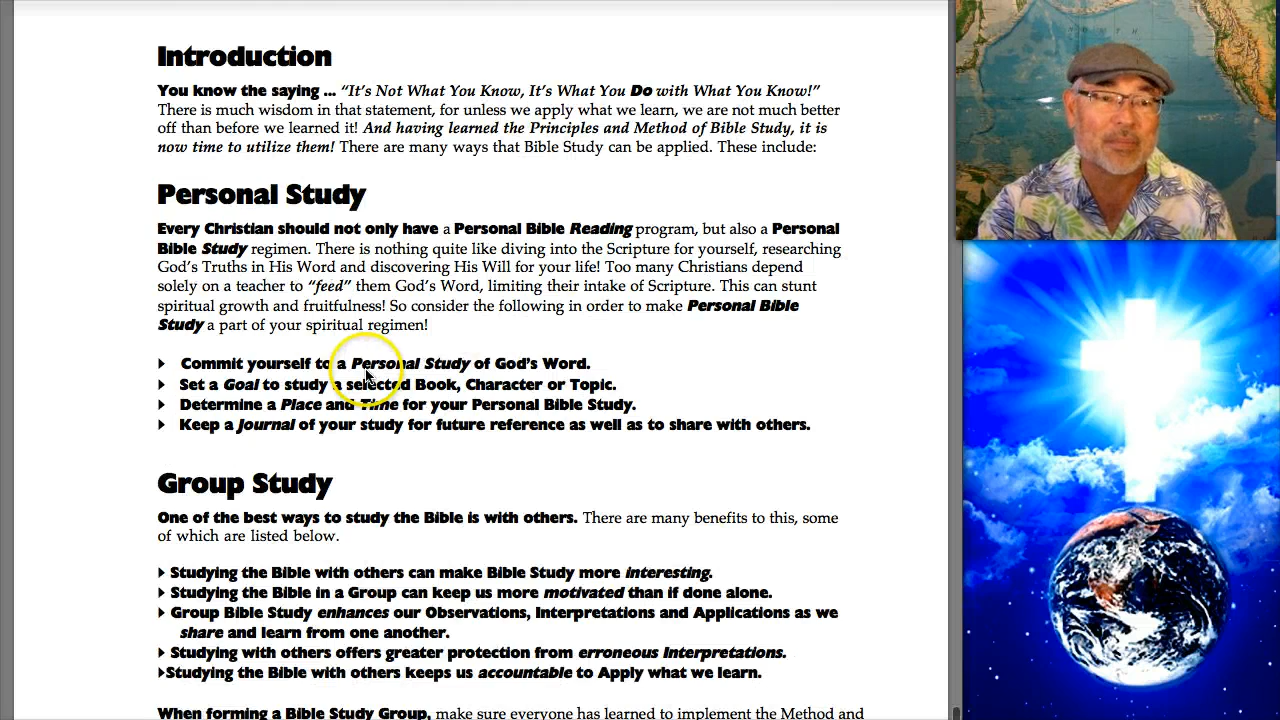 Introduction
You know the saying ... “It’s Not What You Know, It’s What You Do with What You Know!”
There is much wisdom in that statement, for unless we apply what we learn, we are not much better
off than before we learned it! And having learned the Principles and Method of Bible Study, it is
now time to utilize them! There are many ways that Bible Study can be applied. These include:
Personal Study
Every Christian should not only have a Personal Bible Reading program, but also a Personal
Bible Study regimen. There is nothing quite like diving into the Scripture for yourself, researching
God’s Truths in His Word and discovering His Will for your life! Too many Christians depend
solely on a teacher to “feed” them God’s Word, limiting their intake of Scripture. This can stunt
spiritual growth and fruitfulness! So consider the following in order to make Personal Bible
Study a part of your spiritual regimen!
Commit yourself to a Personal Study of God’s Word.
Set a Goal to study a selected Book, Character or Topic.
Determine a Place and Time for your Personal Bible Study.
Keep a Journal of your study for future reference as well as to share with others.
Group Study
One of the best ways to study the Bible is with others. There are many benefits to this, some
of which are listed below.
Studying the Bible with others can make Bible Study more interesting.
Studying the Bible in a Group can keep us more motivated than if done alone.
Group Bible Study enhances our Observations, Interpretations and Applications as we
share and learn from one another.
Studying with others offers greater protection from erroneous Interpretations.
Studying the Bible with others keeps us accountable to Apply what we learn.
When forming a Bible Study Group, make sure everyone has learned to implement the Method and